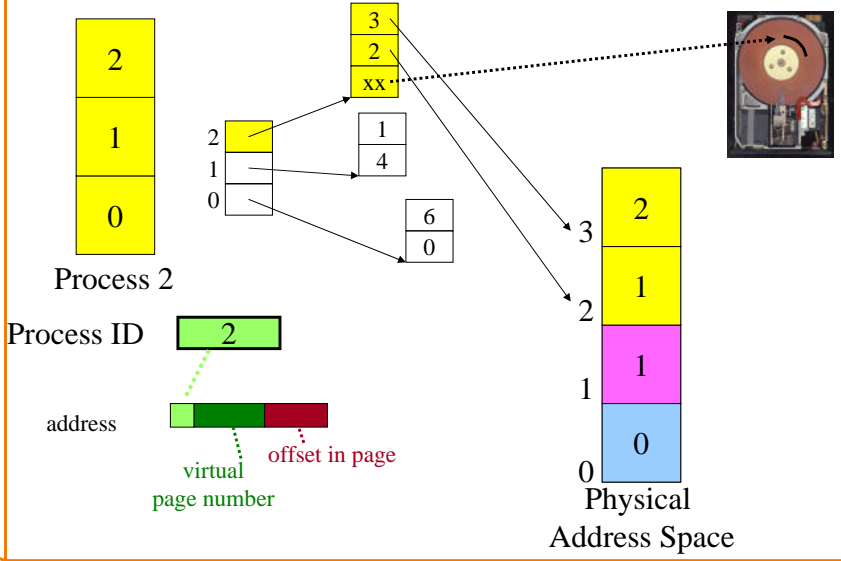 2
1
0
Process 2
2
1
0
3
2
xx
1
4
6
0
Process ID 2
address
virtual
page number
offset in page
3 2
2 1
1 1
0 0
Physical
Address Space